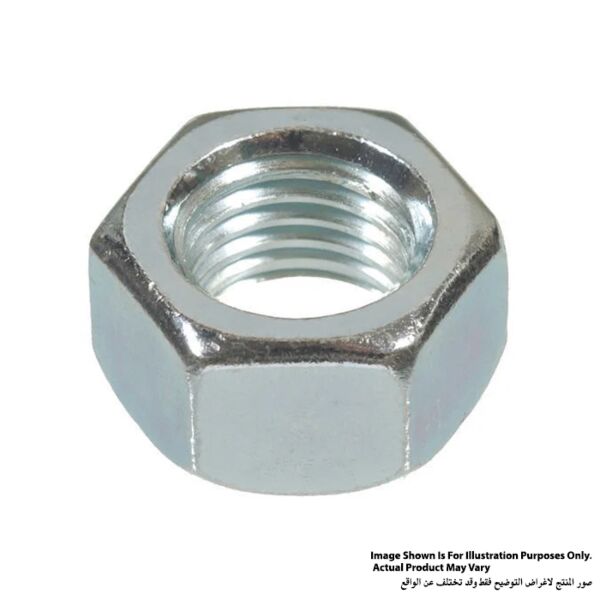 Image Shown Is For Illustration Purposes Only.
Actual Product May Vary
صور المنتج لاغراض التوضيح فقط وقد تختلف عن الواقع